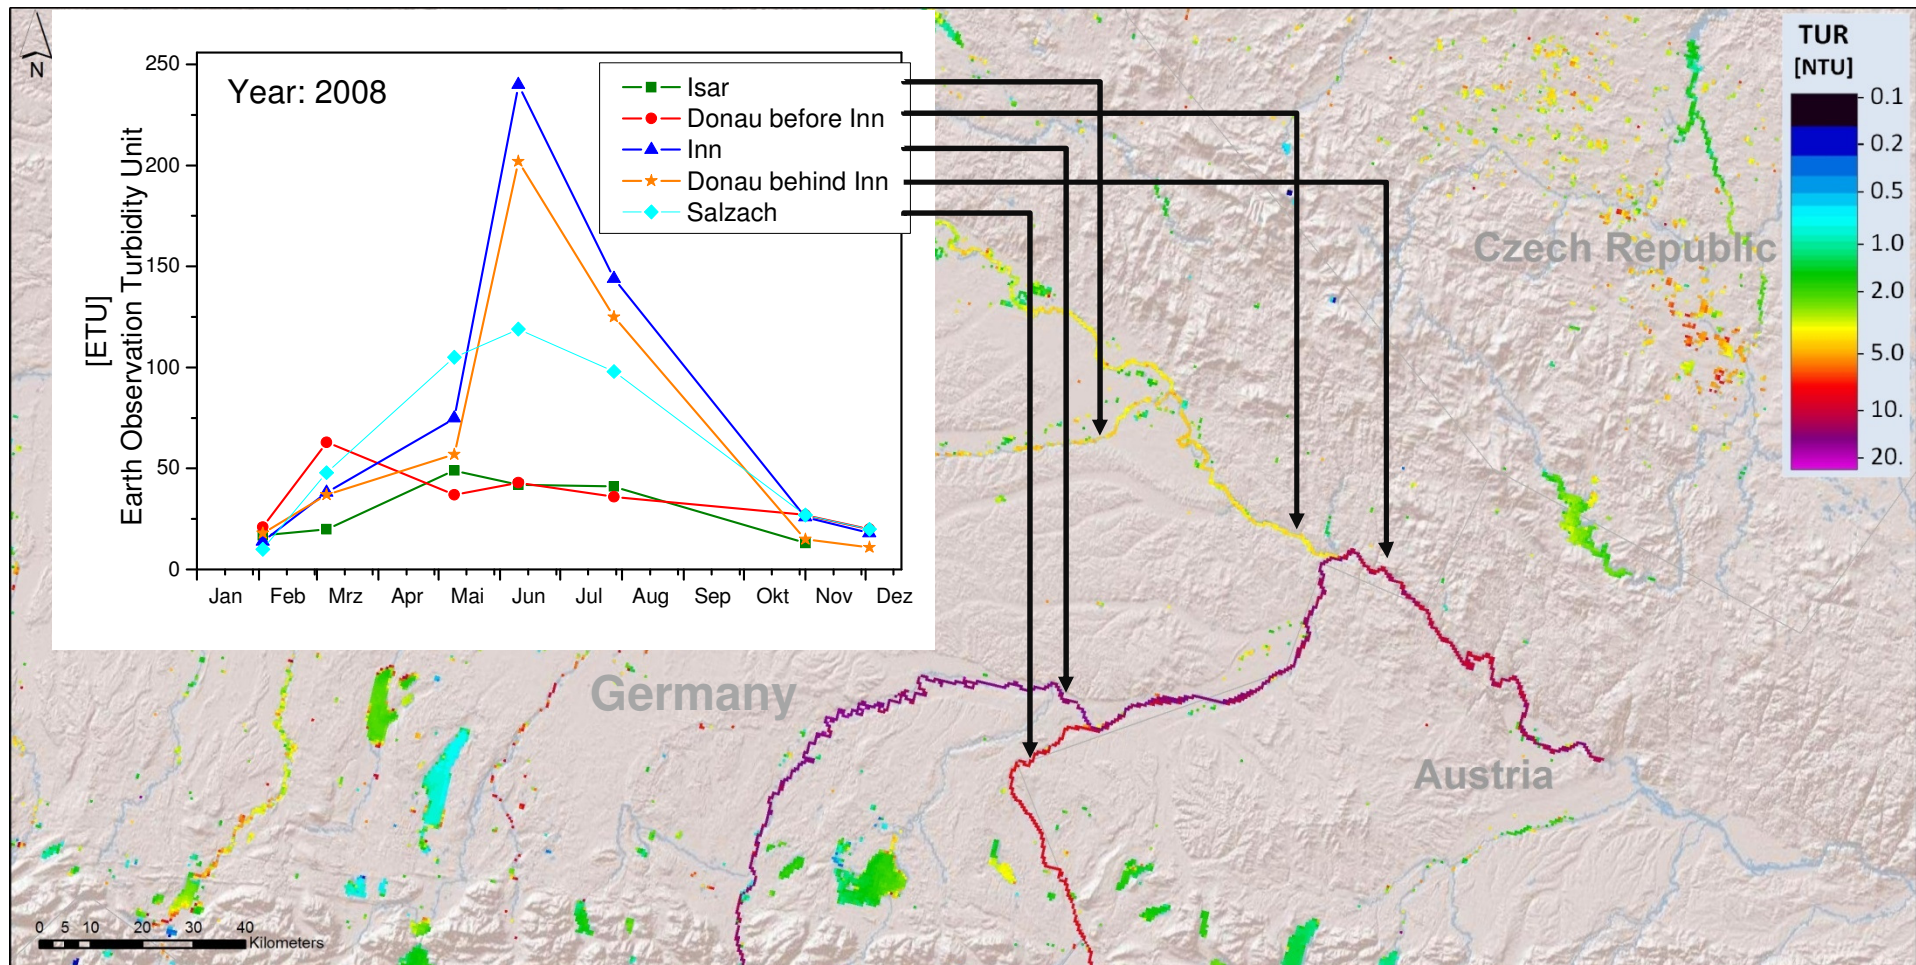 N
Year: 2008
250
200
150
100
50
0
[ETU]
Earth Observation Turbidity Unit
Jan Feb Mrz Apr Mai Jun Jul Aug Sep Okt Nov Dez
Isar
Donau before Inn
Inn
Donau behind Inn
Salzach
TUR
[NTU]
0.1
0.2
0.5
1.0
2.0
5.0
10.
20.
Czech Republic
Germany
Austria
0 5 10 20 30 40
Kilometers